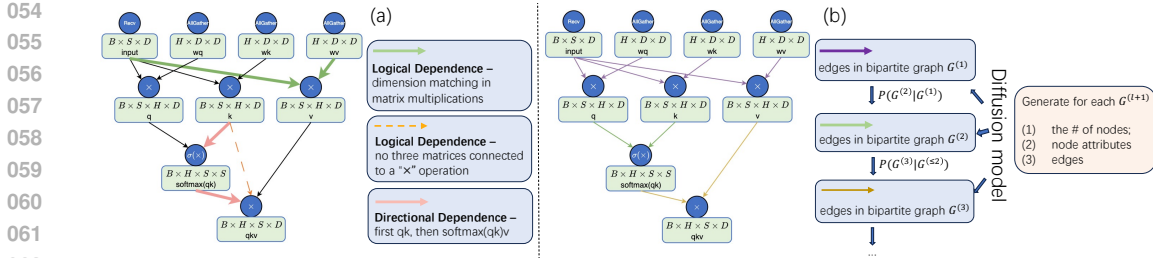 054
055
056
057
058
059
060
061
(a)
Recv AllGather AllGather AllGather
B × S × D H × D × D H × D × D H × D × D
input wq wk wv
× × ×
B × S × H × D B × S × H × D B × S × H × D
q k v
σ(×)
B × H × S × S
softmax(qk)
×
B × H × S × D
qkv
Logical Dependence –
dimension matching in
matrix multiplications
Logical Dependence –
no three matrices connected
to a "×" operation
Directional Dependence –
first qk, then softmax(qk)v
(b)
Recv AllGather AllGather AllGather
B × S × D H × D × D H × D × D H × D × D
input wq wk wv
× × ×
B × S × H × D B × S × H × D B × S × H × D
q k v
σ(×)
B × H × S × S
softmax(qk)
×
B × H × S × D
qkv
edges in bipartite graph G^(1)
P(G^(2)|G^(1))
edges in bipartite graph G^(2)
P(G^(3)|G^(≤2))
edges in bipartite graph G^(3)
...
Diffusion model
Generate for each G^(l+1)
(1) the # of nodes;
(2) node attributes
(3) edges